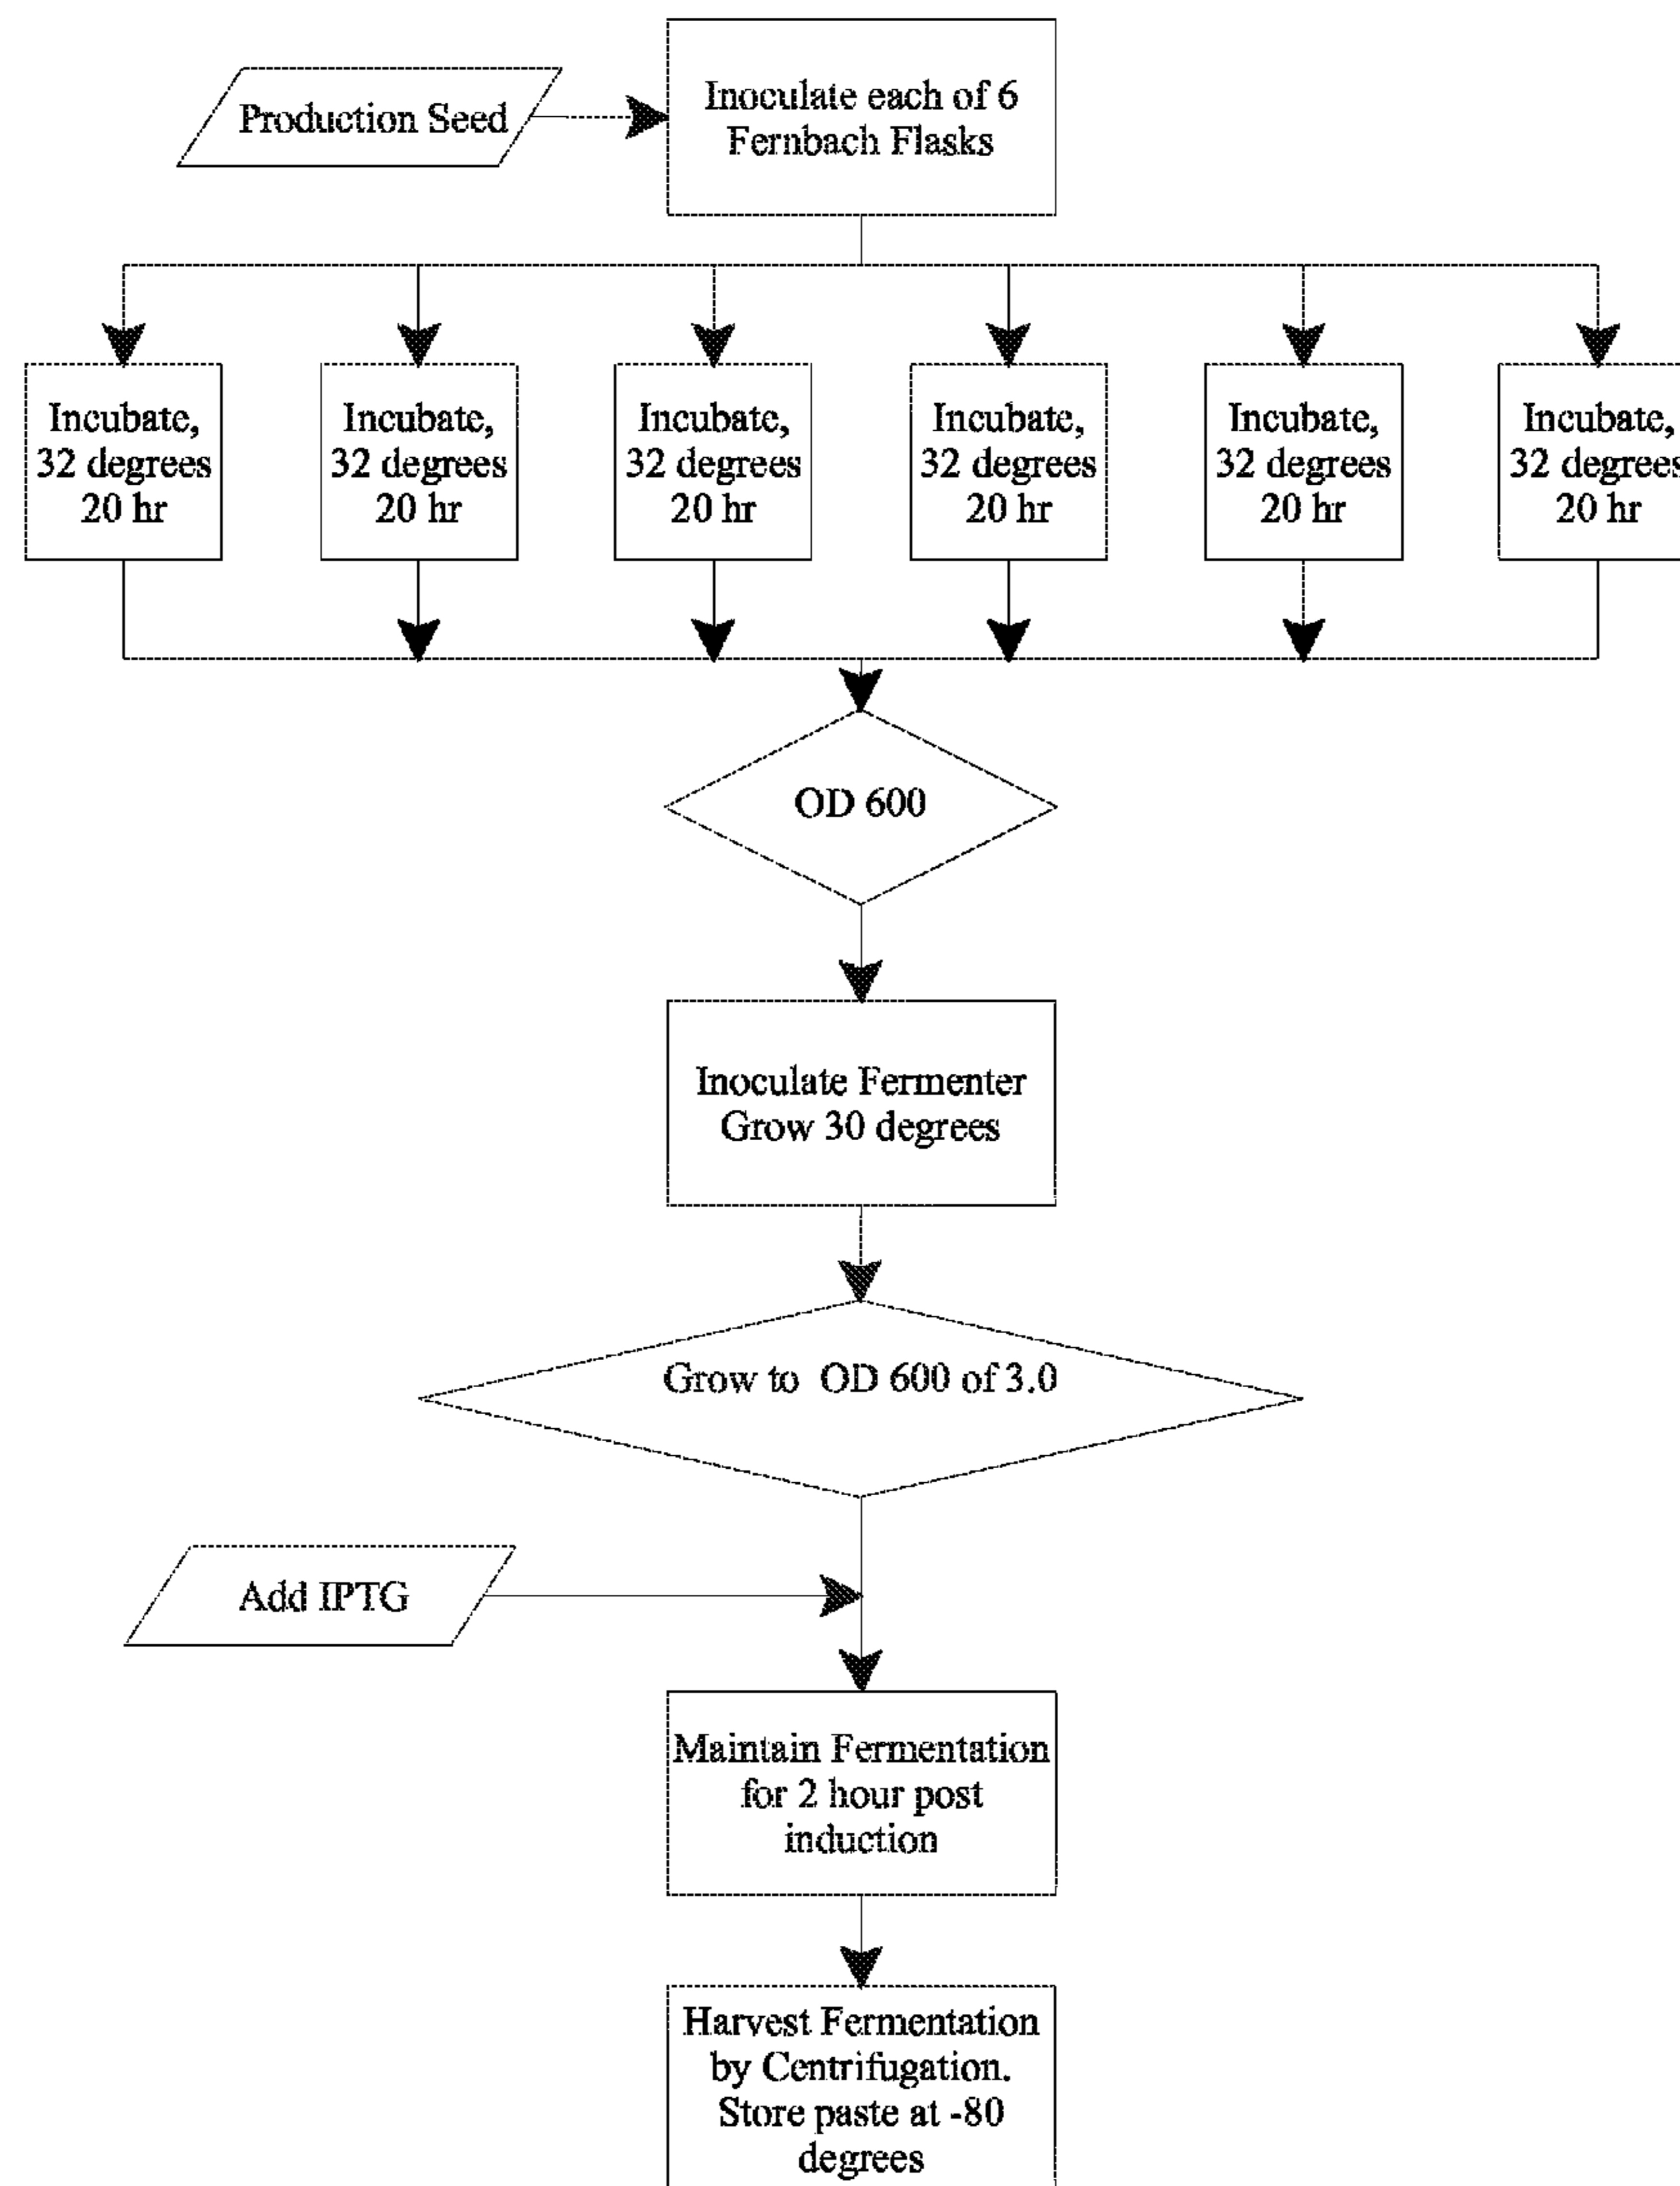 Production Seed
Inoculate each of 6
Fernbach Flasks
Incubate,
32 degrees
20 hr
Incubate,
32 degrees
20 hr
Incubate,
32 degrees
20 hr
Incubate,
32 degrees
20 hr
Incubate,
32 degrees
20 hr
Incubate,
32 degrees
20 hr
OD 600
Inoculate Fermenter
Grow 30 degrees
Grow to OD 600 of 3.0
Add IPTG
Maintain Fermentation
for 2 hour post
induction
Harvest Fermentation
by Centrifugation.
Store paste at -80
degrees